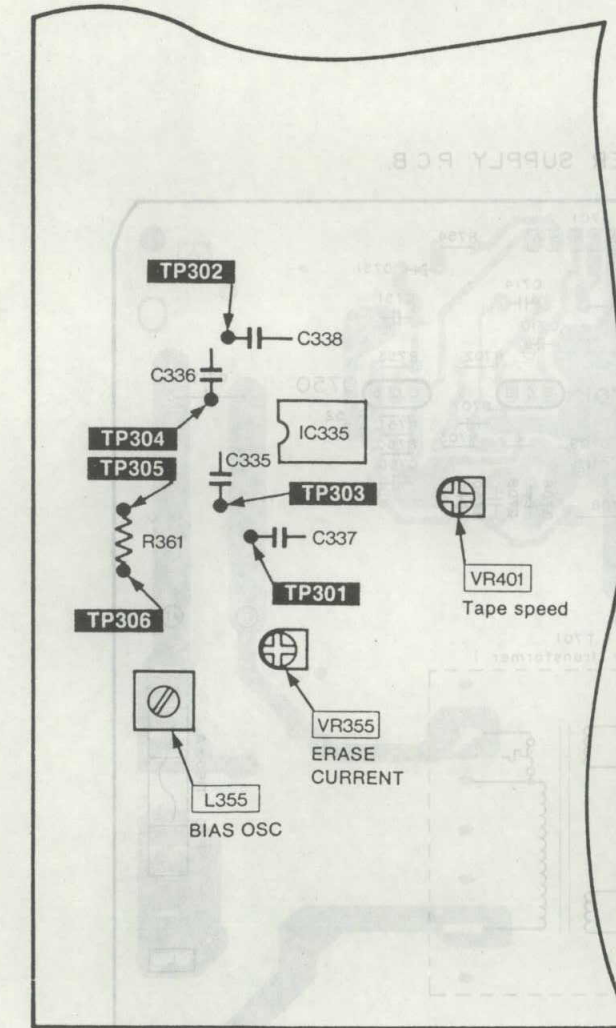 TP302
C338
C336
TP304
IC335
TP305
C335
TP303
R361
C337
TP301
TP306
VR401
Tape speed
VR355
ERASE
CURRENT
L355
BIAS OSC
SUPPLY P.C.B.